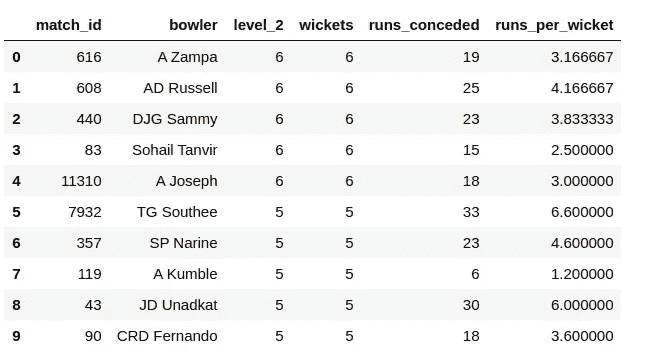 match_id bowler level_2 wickets runs_conceded runs_per_wicket
0 616 A Zampa 6 6 19 3.166667
1 608 AD Russell 6 6 25 4.166667
2 440 DJG Sammy 6 6 23 3.833333
3 83 Sohail Tanvir 6 6 15 2.500000
4 11310 A Joseph 6 6 18 3.000000
5 7932 TG Southee 5 5 33 6.600000
6 357 SP Narine 5 5 23 4.600000
7 119 A Kumble 5 5 6 1.200000
8 43 JD Unadkat 5 5 30 6.000000
9 90 CRD Fernando 5 5 18 3.600000